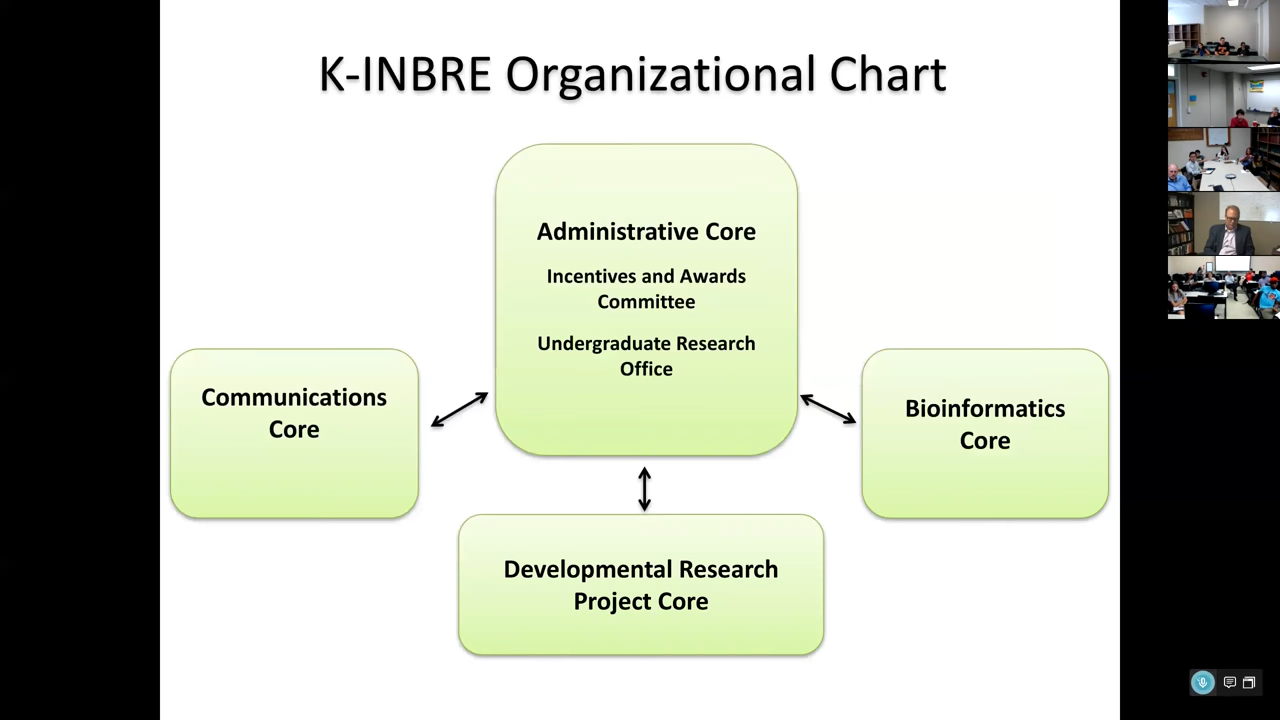 K-INBRE Organizational Chart
Administrative Core
Incentives and Awards
Committee
Undergraduate Research
Office
Communications
Core
Bioinformatics
Core
Developmental Research
Project Core